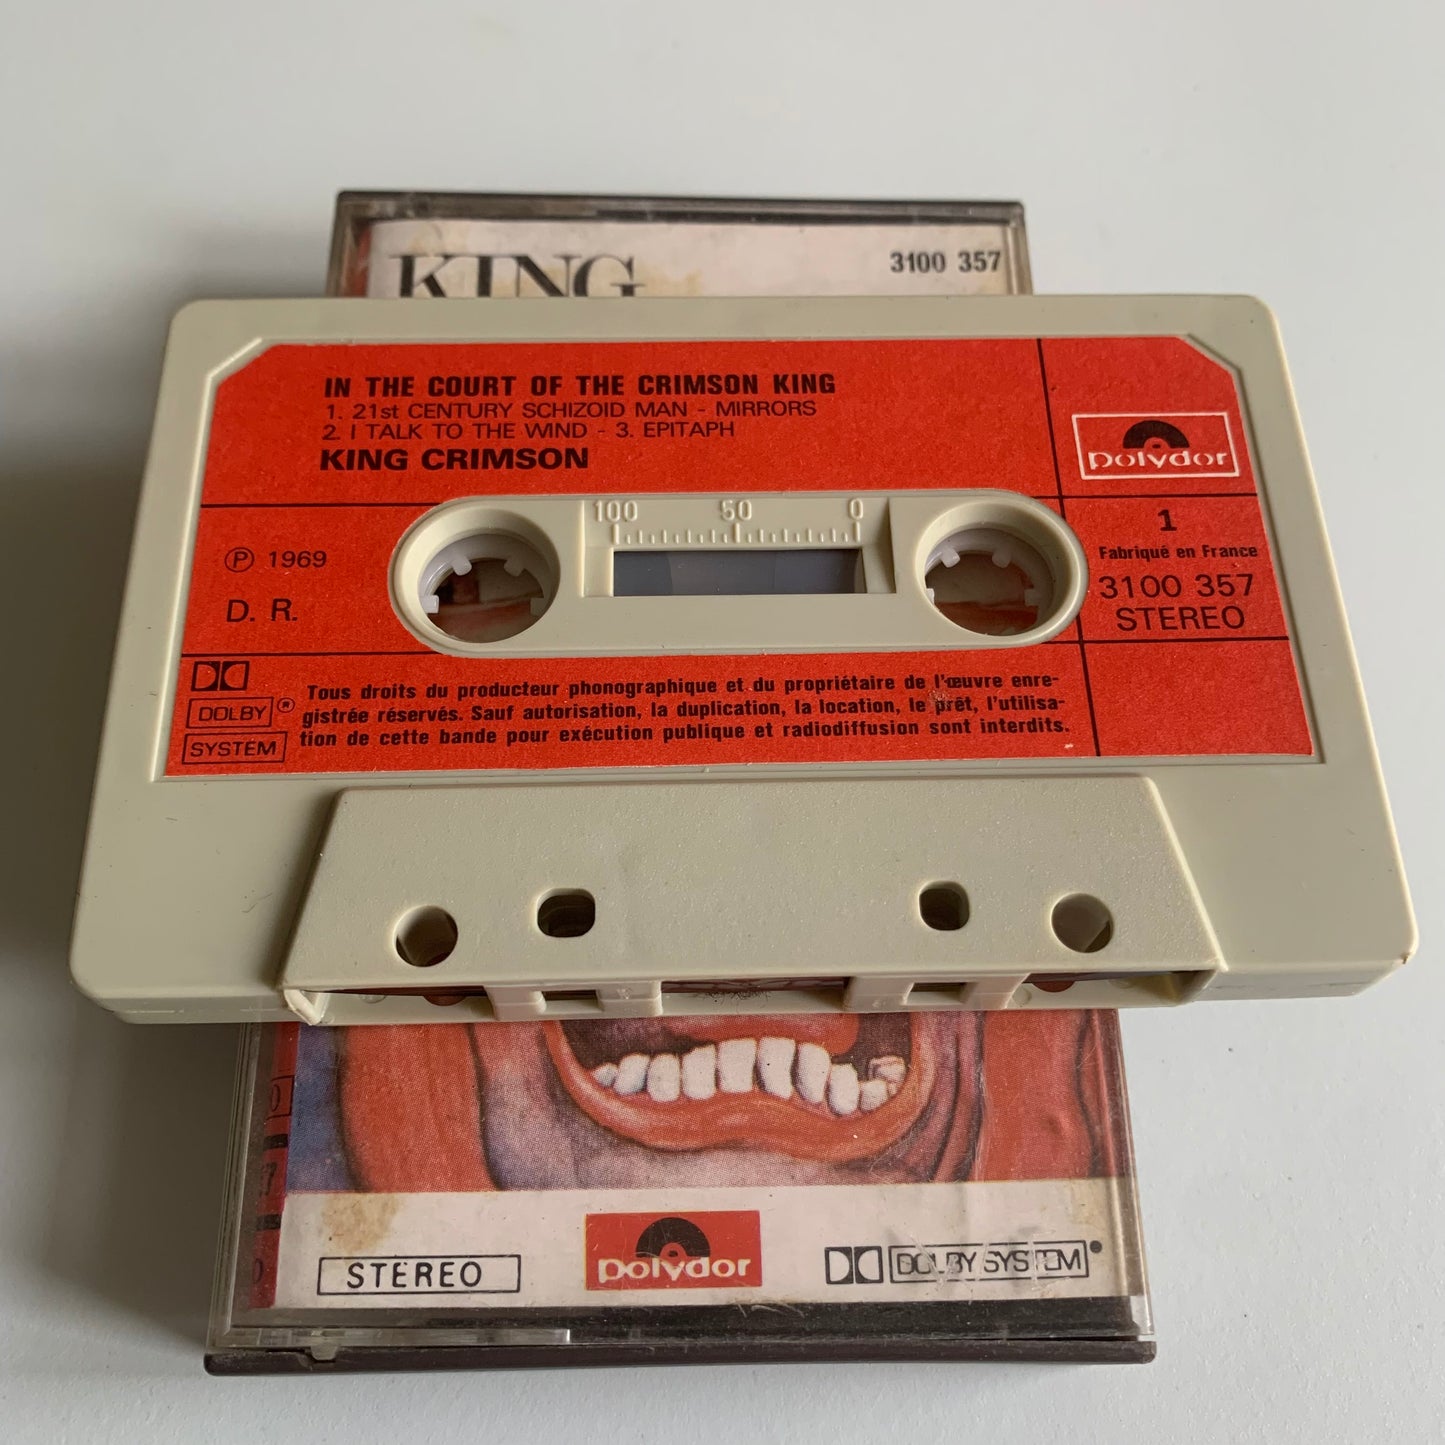 KING
3100 357
IN THE COURT OF THE CRIMSON KING
1. 21st CENTURY SCHIZOID MAN - MIRRORS
2. I TALK TO THE WIND - 3. EPITAPH
KING CRIMSON
polydor
100 50 0
1
Fabriqué en France
3100 357
STEREO
Ⓟ 1969
D. R.
DOLBY®
SYSTEM
Tous droits du producteur phonographique et du propriétaire de l'œuvre enre-
gistrée réservés. Sauf autorisation, la duplication, la location, le prêt, l'utilisa-
tion de cette bande pour exécution publique et radiodiffusion sont interdits.
STEREO
polydor
DOLBY SYSTEM